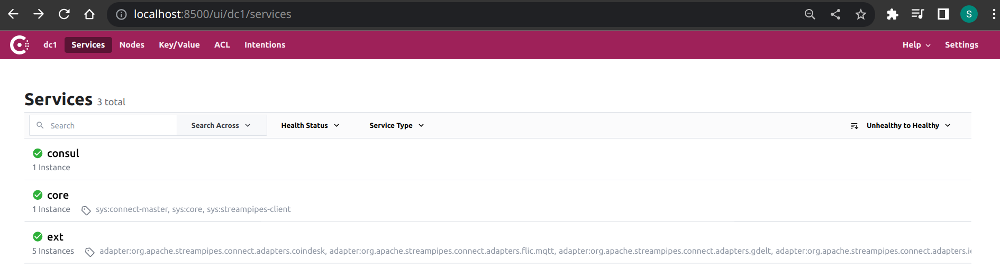 localhost:8500/ui/dc1/services
S
dc1 Services Nodes Key/Value ACL Intentions Help Settings
Services 3 total
Search Search Across Health Status Service Type Unhealthy to Healthy
consul
1 Instance
core
1 Instance sys:connect-master, sys:core, sys:streampipes-client
ext
5 Instances adapter:org.apache.streampipes.connect.adapters.coindesk, adapter:org.apache.streampipes.connect.adapters.flic.mqtt, adapter:org.apache.streampipes.connect.adapters.gdelt, adapter:org.apache.streampipes.connect.adapters.i